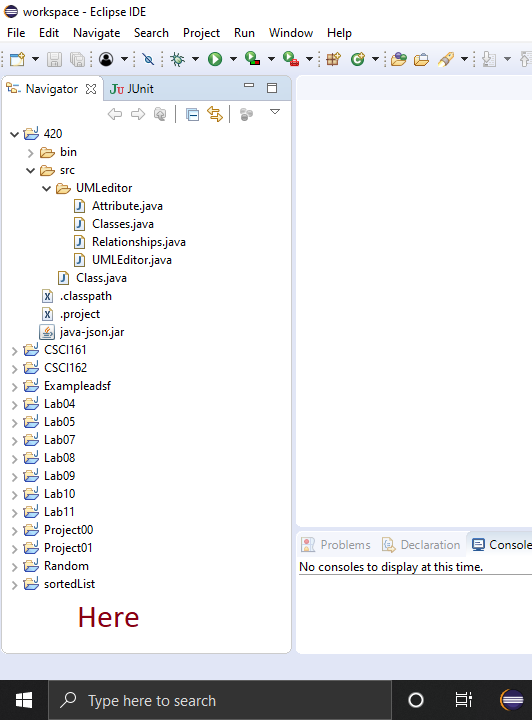 workspace - Eclipse IDE
File Edit Navigate Search Project Run Window Help
Navigator JUnit
420
bin
src
UMLeditor
Attribute.java
Classes.java
Relationships.java
UMLEditor.java
Class.java
.classpath
.project
java-json.jar
CSCI161
CSCI162
Exampleadsf
Lab04
Lab05
Lab07
Lab08
Lab09
Lab10
Lab11
Project00
Project01
Random
sortedList
Here
Problems Declaration Console
No consoles to display at this time.
Type here to search